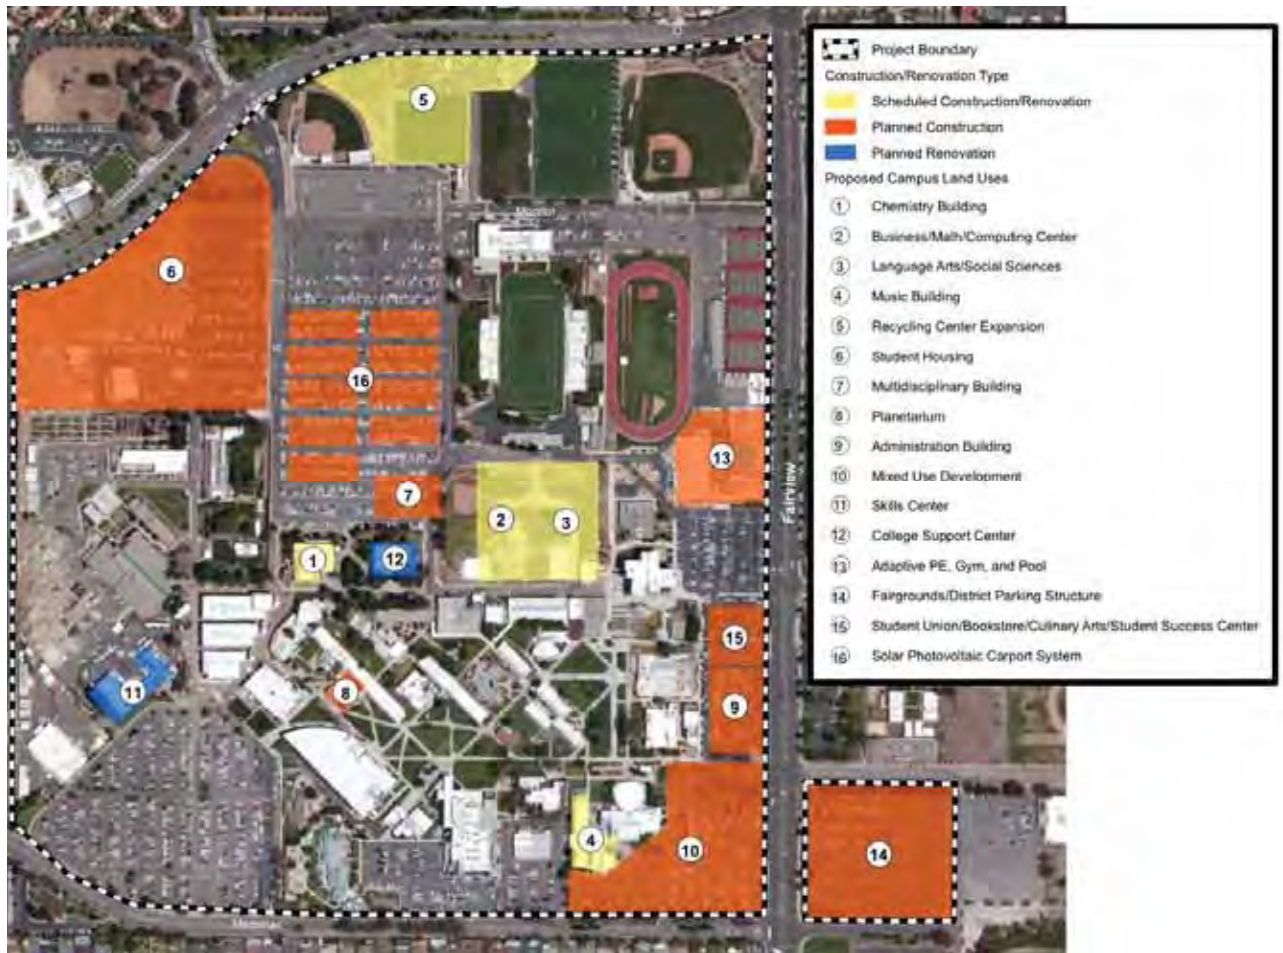 Project Boundary
Construction/Renovation Type
Scheduled Construction/Renovation
Planned Construction
Planned Renovation
Proposed Campus Land Uses
1 Chemistry Building
2 Business/Math/Computing Center
3 Language Arts/Social Sciences
4 Music Building
5 Recycling Center Expansion
6 Student Housing
7 Multidisciplinary Building
8 Planetarium
9 Administration Building
10 Mixed Use Development
11 Skills Center
12 College Support Center
13 Adaptive PE, Gym, and Pool
14 Fairgrounds/District Parking Structure
15 Student Union/Bookstore/Culinary Arts/Student Success Center
16 Solar Photovoltaic Carport System
5
6
16
13
7
2
3
1
12
15
11
8
9
4
10
14
Fairview